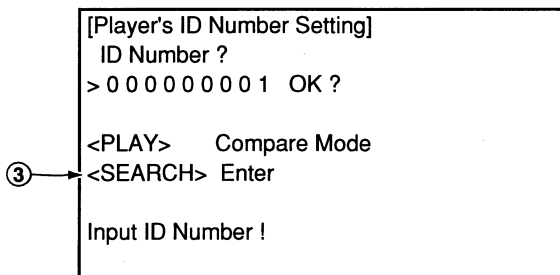 [Player's ID Number Setting]
ID Number ?
> 0 0 0 0 0 0 0 0 1 OK ?
<PLAY> Compare Mode
③ <SEARCH> Enter
Input ID Number !